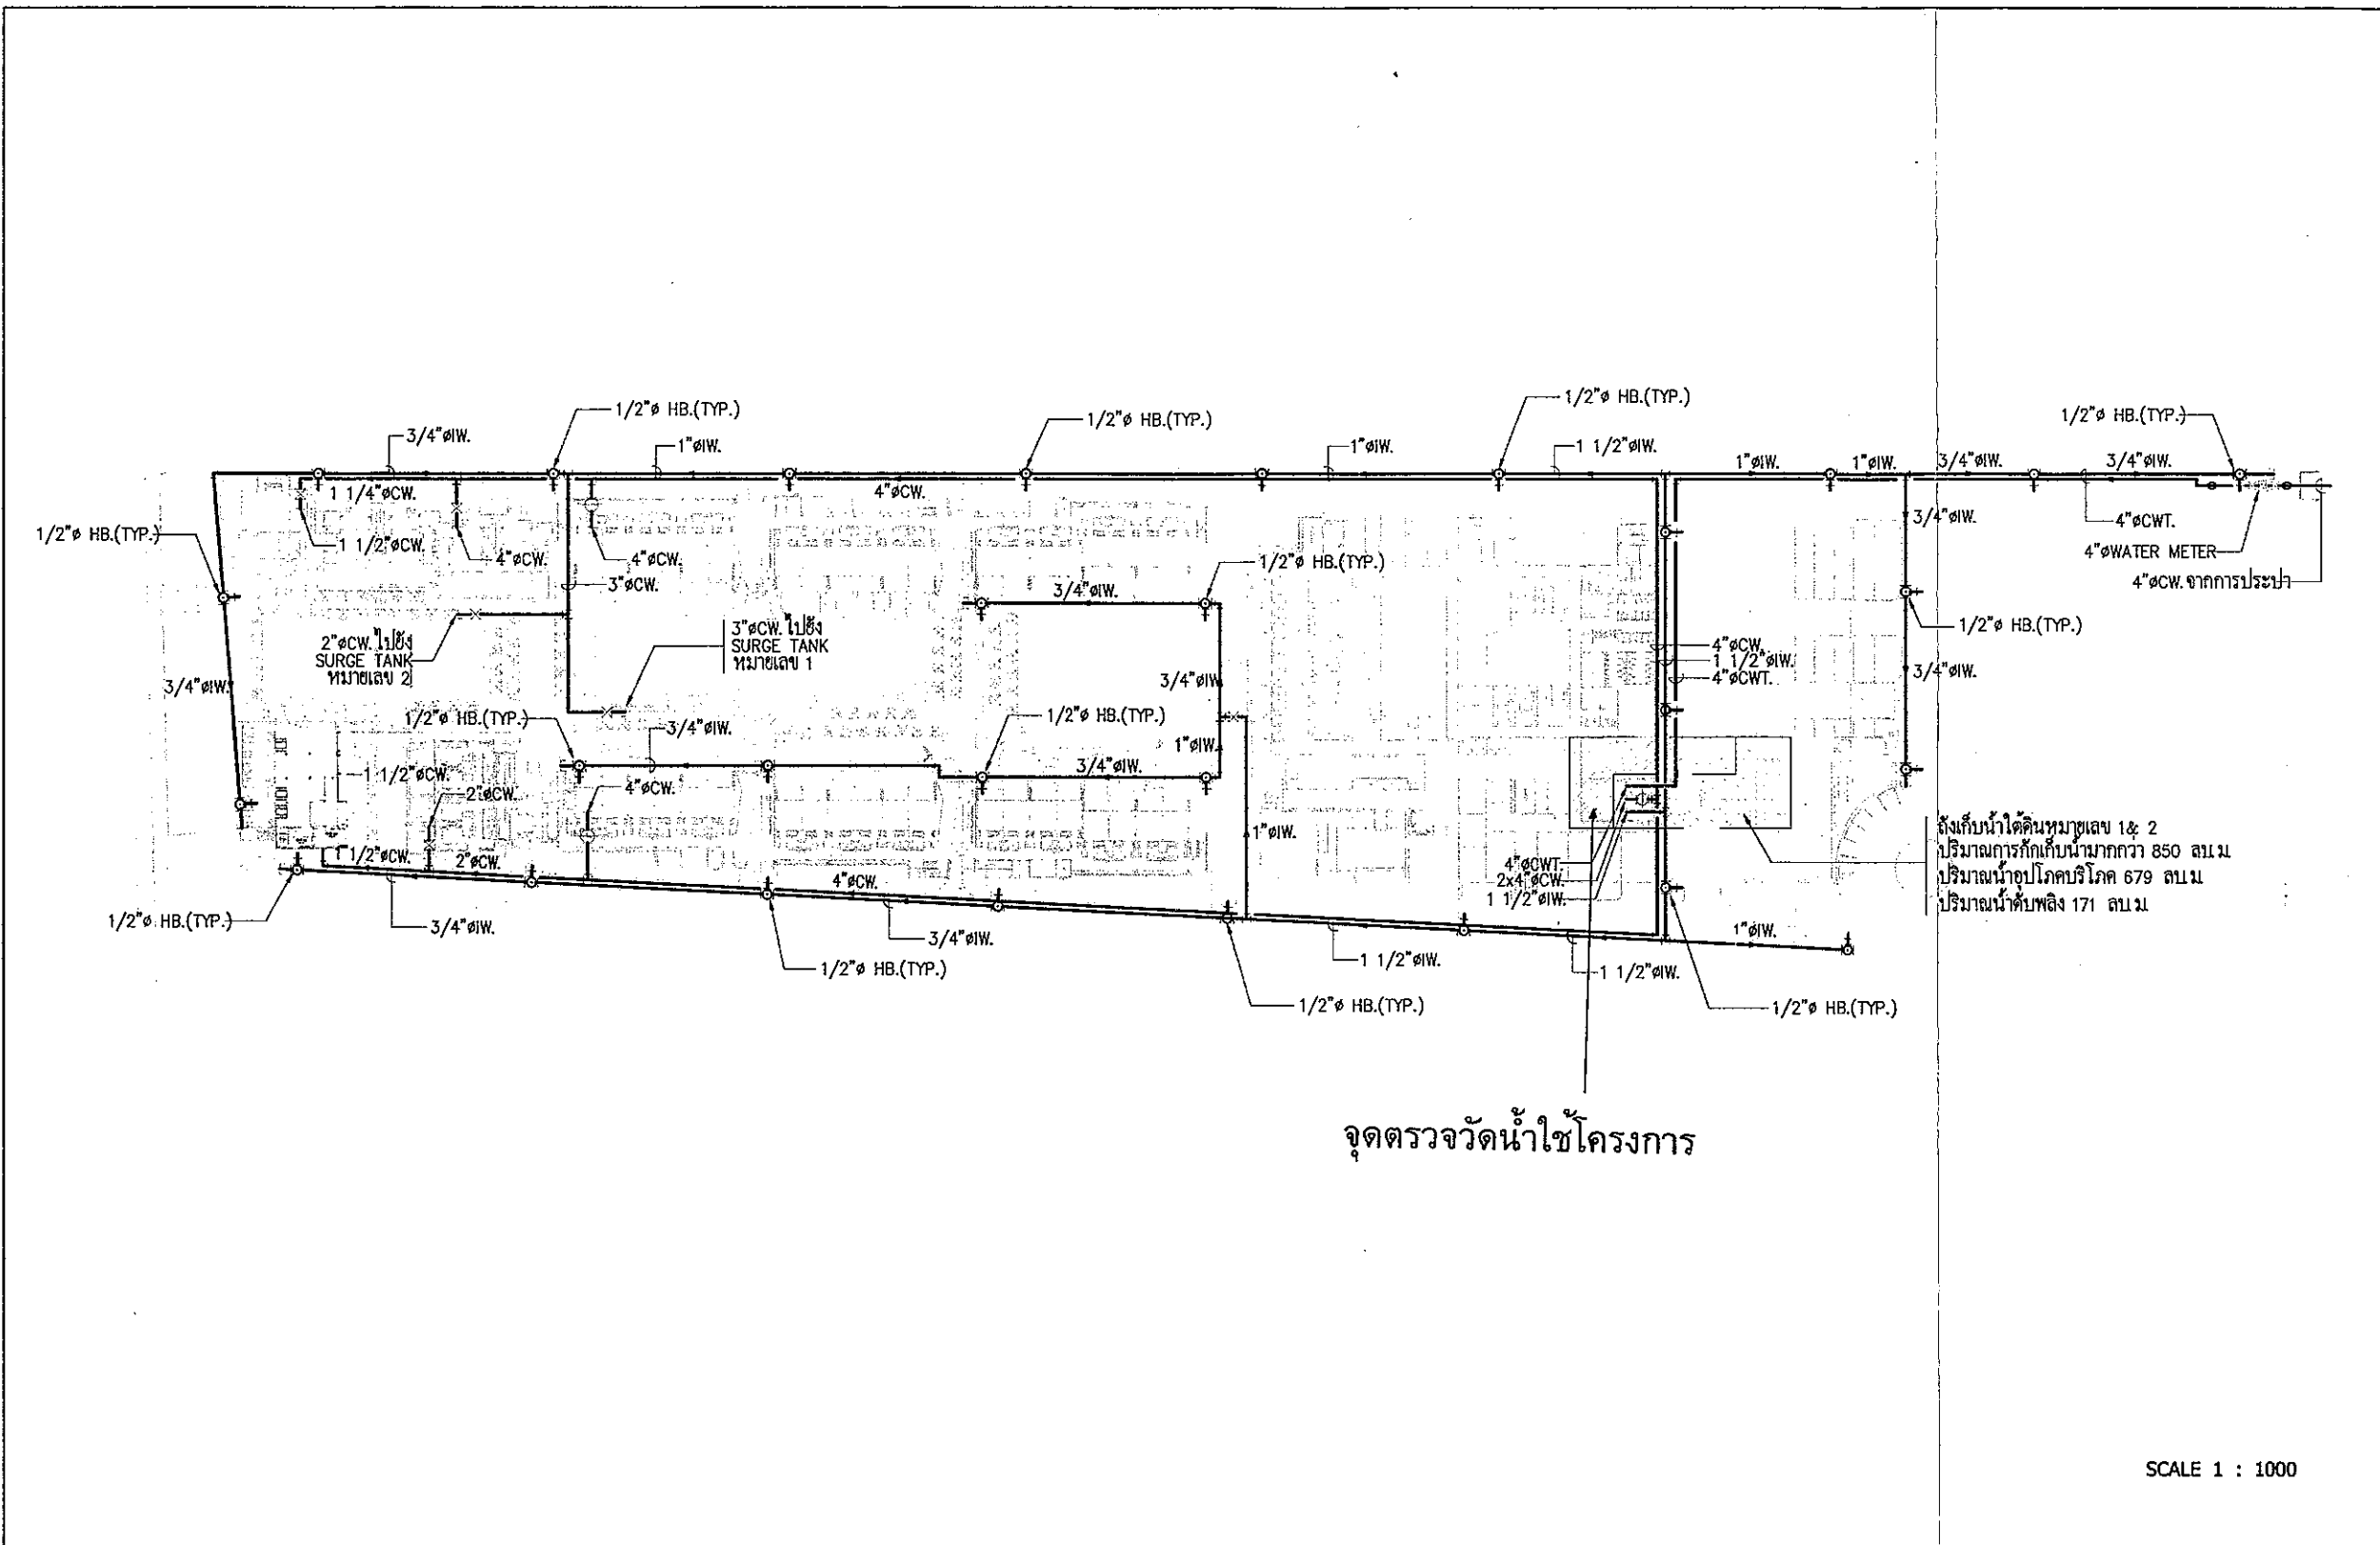 1/2"ø HB.(TYP.)
1/2"ø HB.(TYP.)
1/2"ø HB.(TYP.)
1/2"ø HB.(TYP.)
3/4"øIW.
1"øIW.
1"øIW.
1 1/2"øIW.
1"øIW.
1"øIW.
3/4"øIW.
3/4"øIW.
1 1/4"øCW.
4"øCW.
1/2"ø HB.(TYP.)
1 1/2"øCW.
4"øCW.
4"øCW.
3"øCW.
3/4"øIW.
4"øCWT.
4"øWATER METER
4"øCW. จากการประปา
1/2"ø HB.(TYP.)
3/4"øIW.
1/2"ø HB.(TYP.)
2"øCW. ไปยัง
SURGE TANK
หมายเลข 2
3"øCW. ไปยัง
SURGE TANK
หมายเลข 1
4"øCW.
1 1/2"øIW.
4"øCWT.
3/4"øIW.
3/4"øIW.
3/4"øIW
1/2"ø HB.(TYP.)
3/4"øIW.
1/2"ø HB.(TYP.)
1"øIW.
3/4"øIW.
1 1/2"øCW.
2"øCW.
4"øCW.
1"øIW.
ถังเก็บน้ำใต้ดินหมายเลข 1& 2
ปริมาณการกักเก็บน้ำมากกว่า 850 ลบ.ม
ปริมาณน้ำอุปโภคบริโภค 679 ลบ.ม
ปริมาณน้ำดับพลิง 171 ลบ.ม
1 1/2"øCW.
2"øCW.
4"øCW.
4"øCWT.
2x4"øCW.
1 1/2"øIW.
1/2"ø HB.(TYP.)
3/4"øIW.
3/4"øIW.
1"øIW.
1/2"ø HB.(TYP.)
1 1/2"øIW.
1 1/2"øIW.
1/2"ø HB.(TYP.)
1/2"ø HB.(TYP.)
จุดตรวจวัดน้ำใช้โครงการ
SCALE 1 : 1000